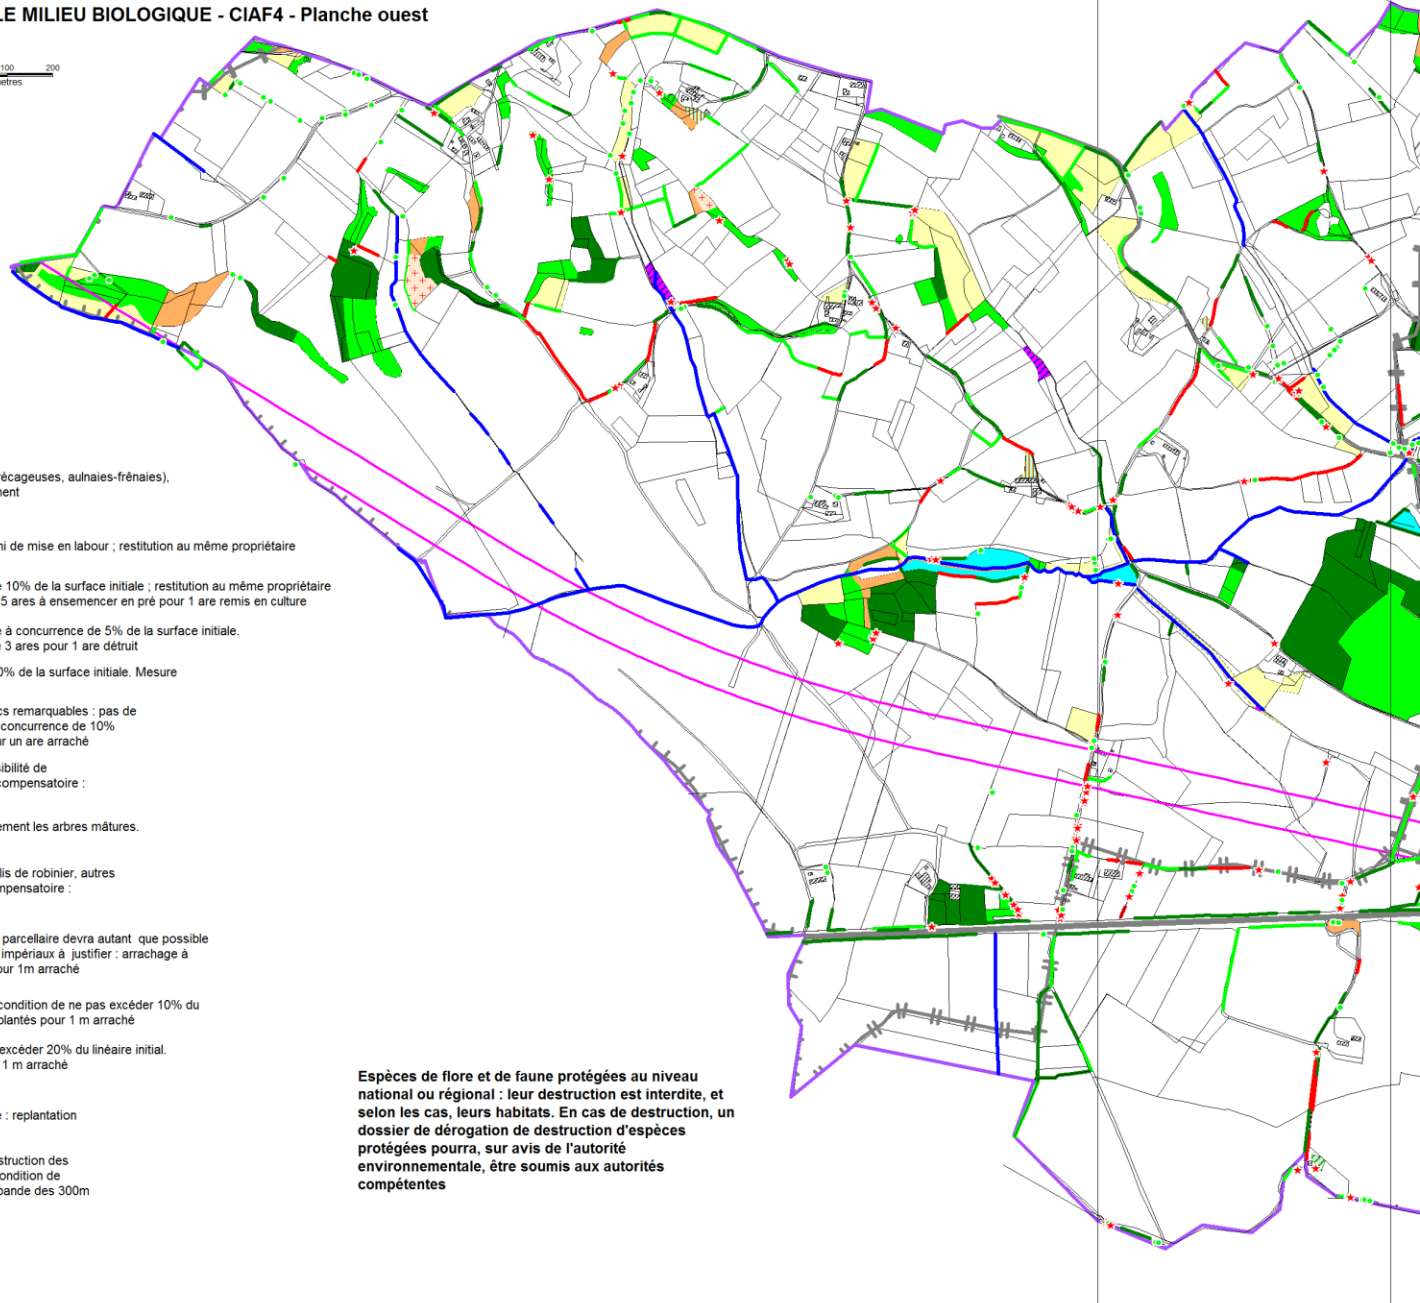 LE MILIEU BIOLOGIQUE - CIAF4 - Planche ouest
100 200
ètres
écageuses, aulnaies-frênaies),
ment
ni de mise en labour ; restitution au même propriétaire
e 10% de la surface initiale ; restitution au même propriétaire
5 ares à ensemencer en pré pour 1 are remis en culture
e à concurrence de 5% de la surface initiale.
e 3 ares pour 1 are détruit
0% de la surface initiale. Mesure
cs remarquables : pas de
concurrence de 10%
ur un are arraché
sibilité de
compensatoire :
ement les arbres mâtures.
lis de robinier, autres
mpensatoire :
parcellaire devra autant que possible
impériaux à justifier : arrachage à
our 1m arraché
condition de ne pas excéder 10% du
plantés pour 1 m arraché
excéder 20% du linéaire initial.
1 m arraché
e : replantation
struction des
condition de
bande des 300m
Espèces de flore et de faune protégées au niveau
national ou régional : leur destruction est interdite, et
selon les cas, leurs habitats. En cas de destruction, un
dossier de dérogation de destruction d'espèces
protégées pourra, sur avis de l'autorité
environnementale, être soumis aux autorités
compétentes